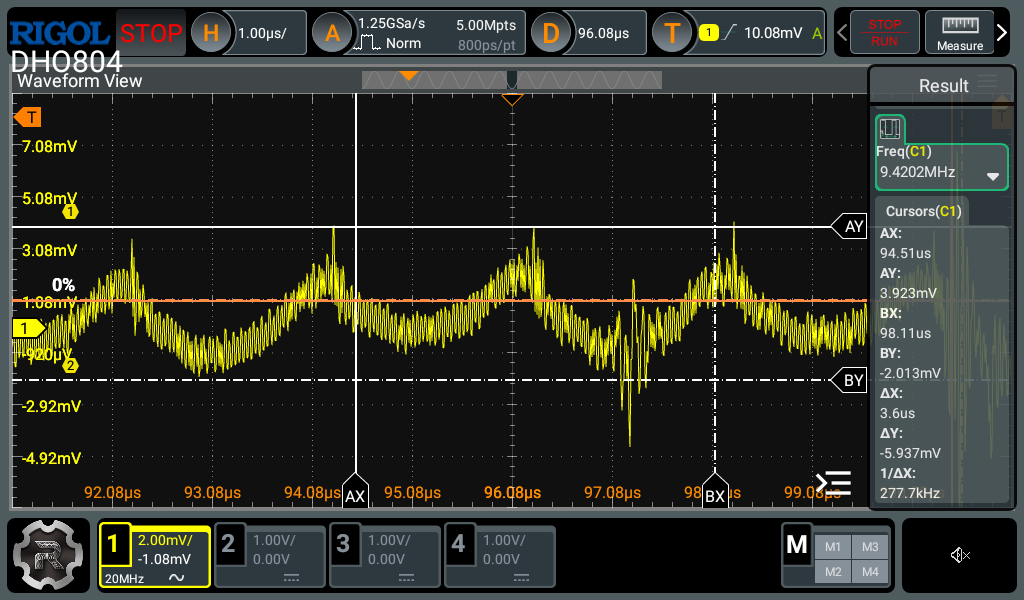 RIGOL STOP H 1.00µs/ A 1.25GSa/s 5.00Mpts D 96.08µs T 1 10.08mV A STOP
Norm 800ps/pt RUN Measure
DHO804
Waveform View
Result
T
T
7.08mV
Freq(C1)
9.4202MHz
5.08mV
1
Cursors(C1)
AY
AX:
3.08mV
94.51us
AY:
0%
3.923mV
1.08mV
BX:
1
98.11us
-920µV
BY:
2
-2.013mV
BY
ΔX:
-2.92mV
3.6us
ΔY:
-5.937mV
-4.92mV
1/ΔX:
277.7kHz
92.08µs 93.08µs 94.08µs AX 95.08µs 96.08µs 97.08µs BX 99.08µs
1 2.00mV/ 2 1.00V/ 3 1.00V/ 4 1.00V/ M M1 M3
-1.08mV 0.00V 0.00V 0.00V M2 M4
20MHz
R